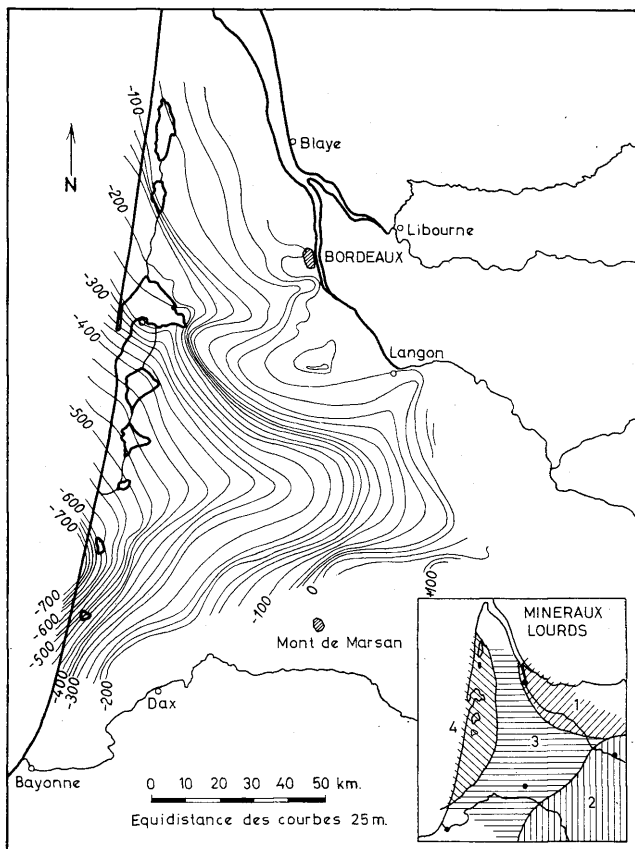 -100
N
Blaye
-200
Libourne
BORDEAUX
-300
-400
Langon
-500
-600
-700
-700
-600
-500
-400
-300
-200
-100
0
+100
Mont de Marsan
Dax
Bayonne
0 10 20 30 40 50 km.
Equidistance des courbes 25 m.
MINERAUX
LOURDS
1
4
3
2